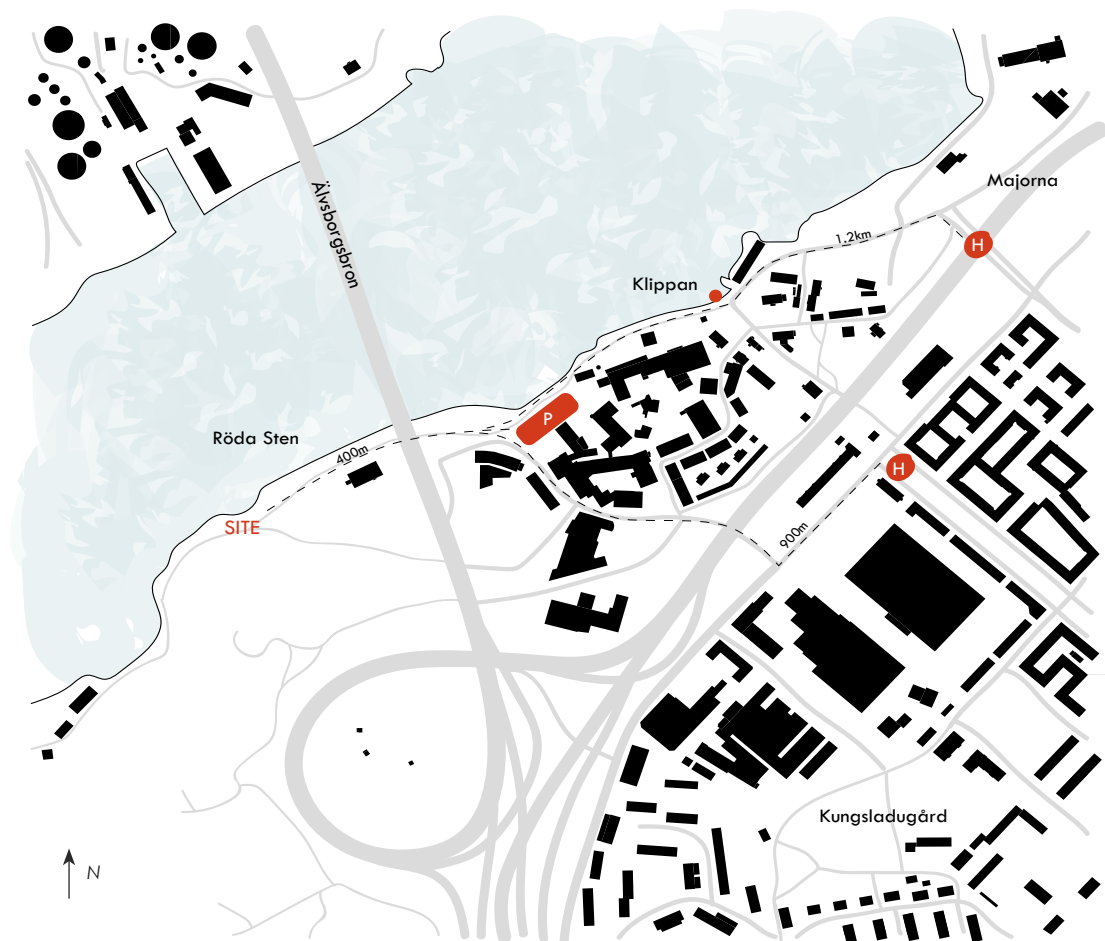 Majorna
Älvsborgsbron
1,2km
H
Klippan
P
Röda Sten
400m
H
SITE
900m
Kungsladugård
N